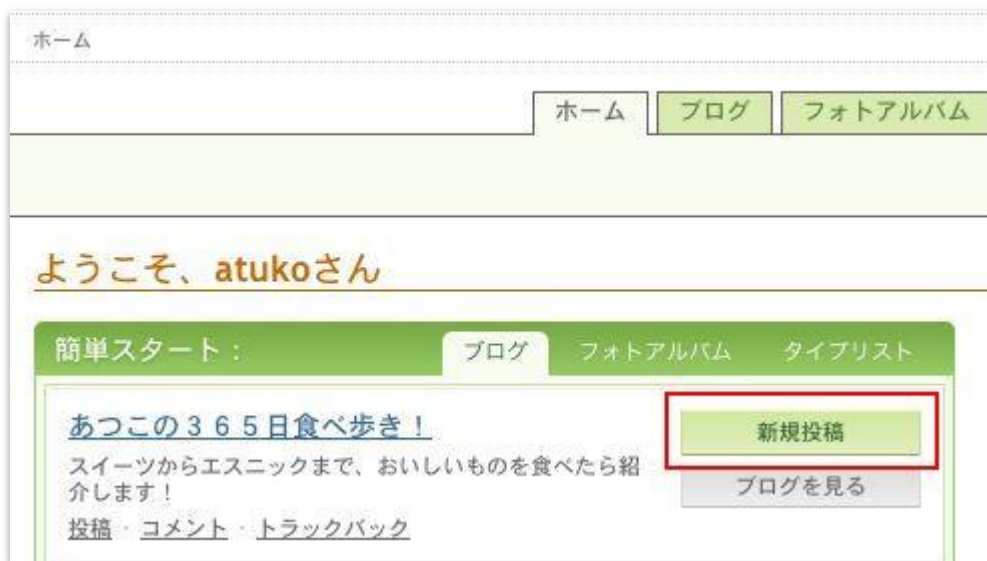 ホーム
ホーム ブログ フォトアルバム
ようこそ、atukoさん
簡単スタート: ブログ フォトアルバム タイプリスト
あつこの365日食べ歩き! 新規投稿
スイーツからエスニックまで、おいしいものを食べたら紹
介します! ブログを見る
投稿 · コメント · トラックバック